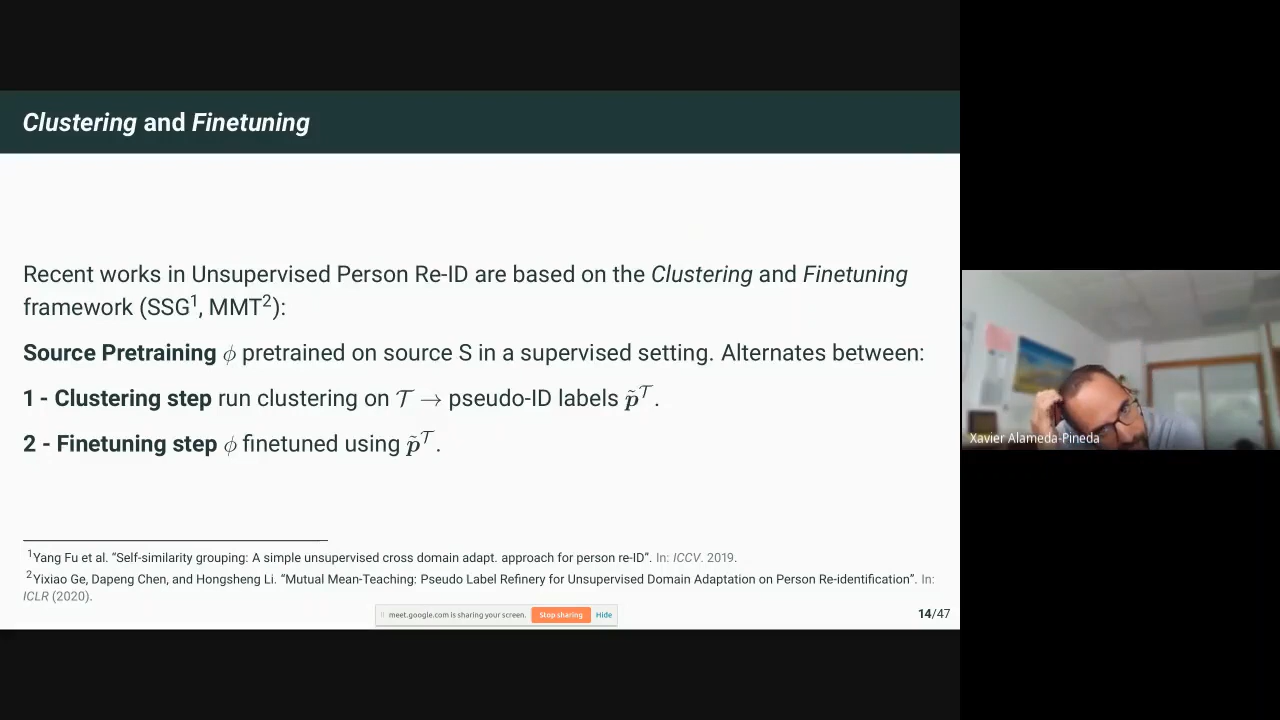 Clustering and Finetuning
Recent works in Unsupervised Person Re-ID are based on the Clustering and Finetuning
framework (SSG¹, MMT²):
Source Pretraining ϕ pretrained on source S in a supervised setting. Alternates between:
1 - Clustering step run clustering on 𝒯 → pseudo-ID labels p̃^𝒯.
2 - Finetuning step ϕ finetuned using p̃^𝒯.
¹Yang Fu et al. “Self-similarity grouping: A simple unsupervised cross domain adapt. approach for person re-ID”. In: ICCV. 2019.
²Yixiao Ge, Dapeng Chen, and Hongsheng Li. “Mutual Mean-Teaching: Pseudo Label Refinery for Unsupervised Domain Adaptation on Person Re-identification”. In:
ICLR (2020).
meet.google.com is sharing your screen. Stop sharing Hide
14/47
Xavier Alameda-Pineda